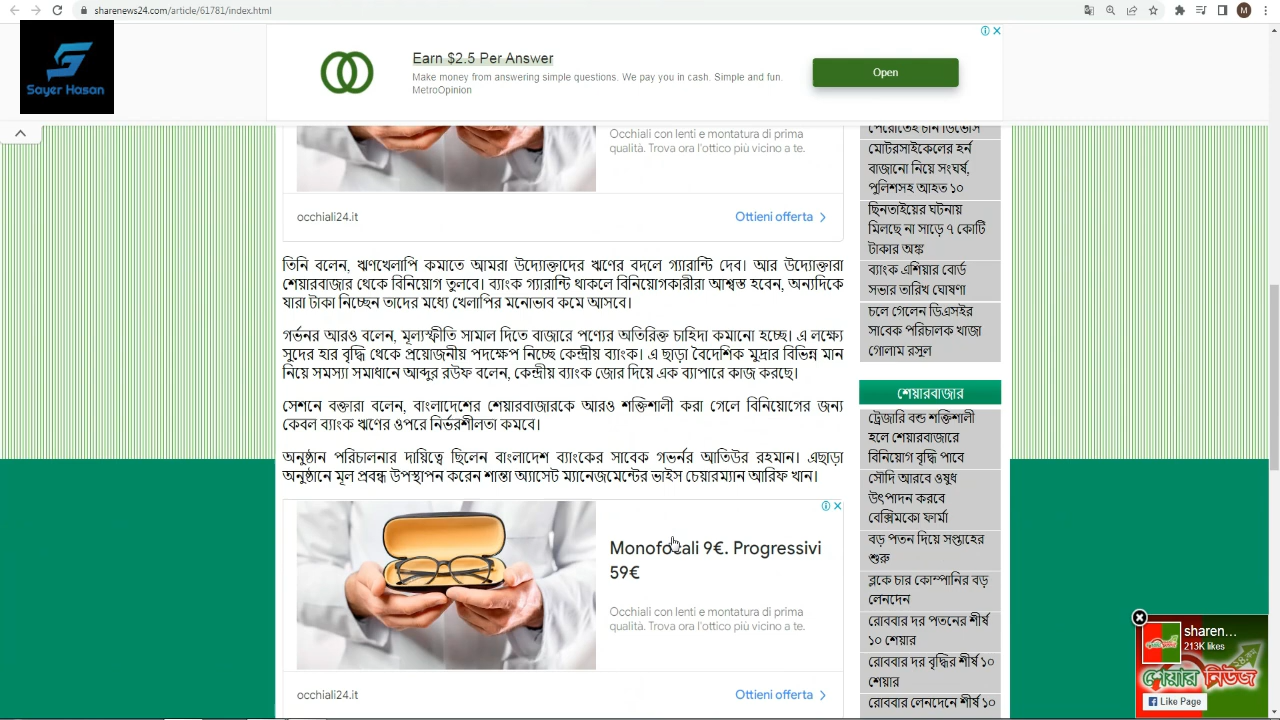 sharenews24.com/article/61781/index.html
M
Sayer Hasan
Earn $2.5 Per Answer
Make money from answering simple questions. We pay you in cash. Simple and fun.
MetroOpinion
Open
Occhiali con lenti e montatura di prima
qualità. Trova ora l'ottico più vicino a te.
occhiali24.it
Ottieni offerta
তিনি বলেন, ঋণখেলাপি কমাতে আমরা উদ্যোক্তাদের ঋণের বদলে গ্যারান্টি দেব। আর উদ্যোক্তারা
শেয়ারবাজার থেকে বিনিয়োগ তুলবে। ব্যাংক গ্যারান্টি থাকলে বিনিয়োগকারীরা আশ্বস্ত হবেন, অন্যদিকে
যারা টাকা নিচ্ছেন তাদের মধ্যে খেলাপির মনোভাব কমে আসবে।
গর্ভনর আরও বলেন, মূল্যস্ফীতি সামাল দিতে বাজারে পণ্যের অতিরিক্ত চাহিদা কমানো হচ্ছে। এ লক্ষ্যে
সুদের হার বৃদ্ধি থেকে প্রয়োজনীয় পদক্ষেপ নিচ্ছে কেন্দ্রীয় ব্যাংক। এ ছাড়া বৈদেশিক মুদ্রার বিভিন্ন মান
নিয়ে সমস্যা সমাধানে আব্দুর রউফ বলেন, কেন্দ্রীয় ব্যাংক জোর দিয়ে এক ব্যাপারে কাজ করছে।
সেশনে বক্তারা বলেন, বাংলাদেশের শেয়ারবাজারকে আরও শক্তিশালী করা গেলে বিনিয়োগের জন্য
কেবল ব্যাংক ঋণের ওপরে নির্ভরশীলতা কমবে।
অনুষ্ঠান পরিচালনার দায়িত্বে ছিলেন বাংলাদেশ ব্যাংকের সাবেক গভর্নর আতিউর রহমান। এছাড়া
অনুষ্ঠানে মূল প্রবন্ধ উপস্থাপন করেন শান্তা অ্যাসেট ম্যানেজমেন্টের ভাইস চেয়ারম্যান আরিফ খান।
Monofocali 9€. Progressivi
59€
Occhiali con lenti e montatura di prima
qualità. Trova ora l'ottico più vicino a te.
occhiali24.it
Ottieni offerta
পেরোতেই চান ডিভোর্স
মোটরসাইকেলের হর্ন
বাজানো নিয়ে সংঘর্ষ,
পুলিশসহ আহত ১০
ছিনতাইয়ের ঘটনায়
মিলছে না সাড়ে ৭ কোটি
টাকার অঙ্ক
ব্যাংক এশিয়ার বোর্ড
সভার তারিখ ঘোষণা
চলে গেলেন ডিএসইর
সাবেক পরিচালক খাজা
গোলাম রসুল
শেয়ারবাজার
ট্রেজারি বন্ড শক্তিশালী
হলে শেয়ারবাজারে
বিনিয়োগ বৃদ্ধি পাবে
সৌদি আরবে ওষুধ
উৎপাদন করবে
বেক্সিমকো ফার্মা
বড় পতন দিয়ে সপ্তাহের
শুরু
ব্লকে চার কোম্পানির বড়
লেনদেন
রোববার দর পতনের শীর্ষ
১০ শেয়ার
রোববার দর বৃদ্ধির শীর্ষ ১০
শেয়ার
রোববার লেনদেনে শীর্ষ ১০
sharen...
213K likes
শেয়ার নিউজ
Like Page